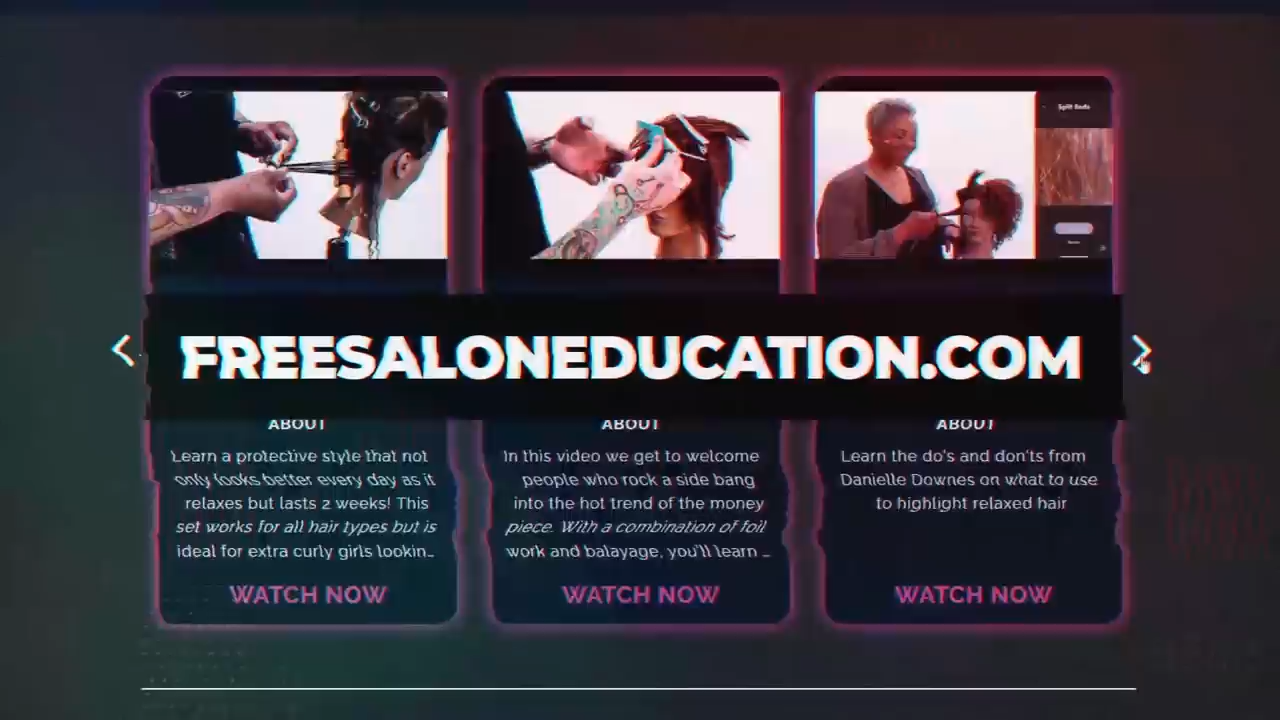 Split Ends
FREESALONEDUCATION.COM
ABOUT
Learn a protective style that not
only looks better every day as it
relaxes but lasts 2 weeks! This
set works for all hair types but is
ideal for extra curly girls lookin...
WATCH NOW
ABOUT
In this video we get to welcome
people who rock a side bang
into the hot trend of the money
piece. With a combination of foil
work and balayage, you'll learn ...
WATCH NOW
ABOUT
Learn the do's and don'ts from
Danielle Downes on what to use
to highlight relaxed hair
WATCH NOW